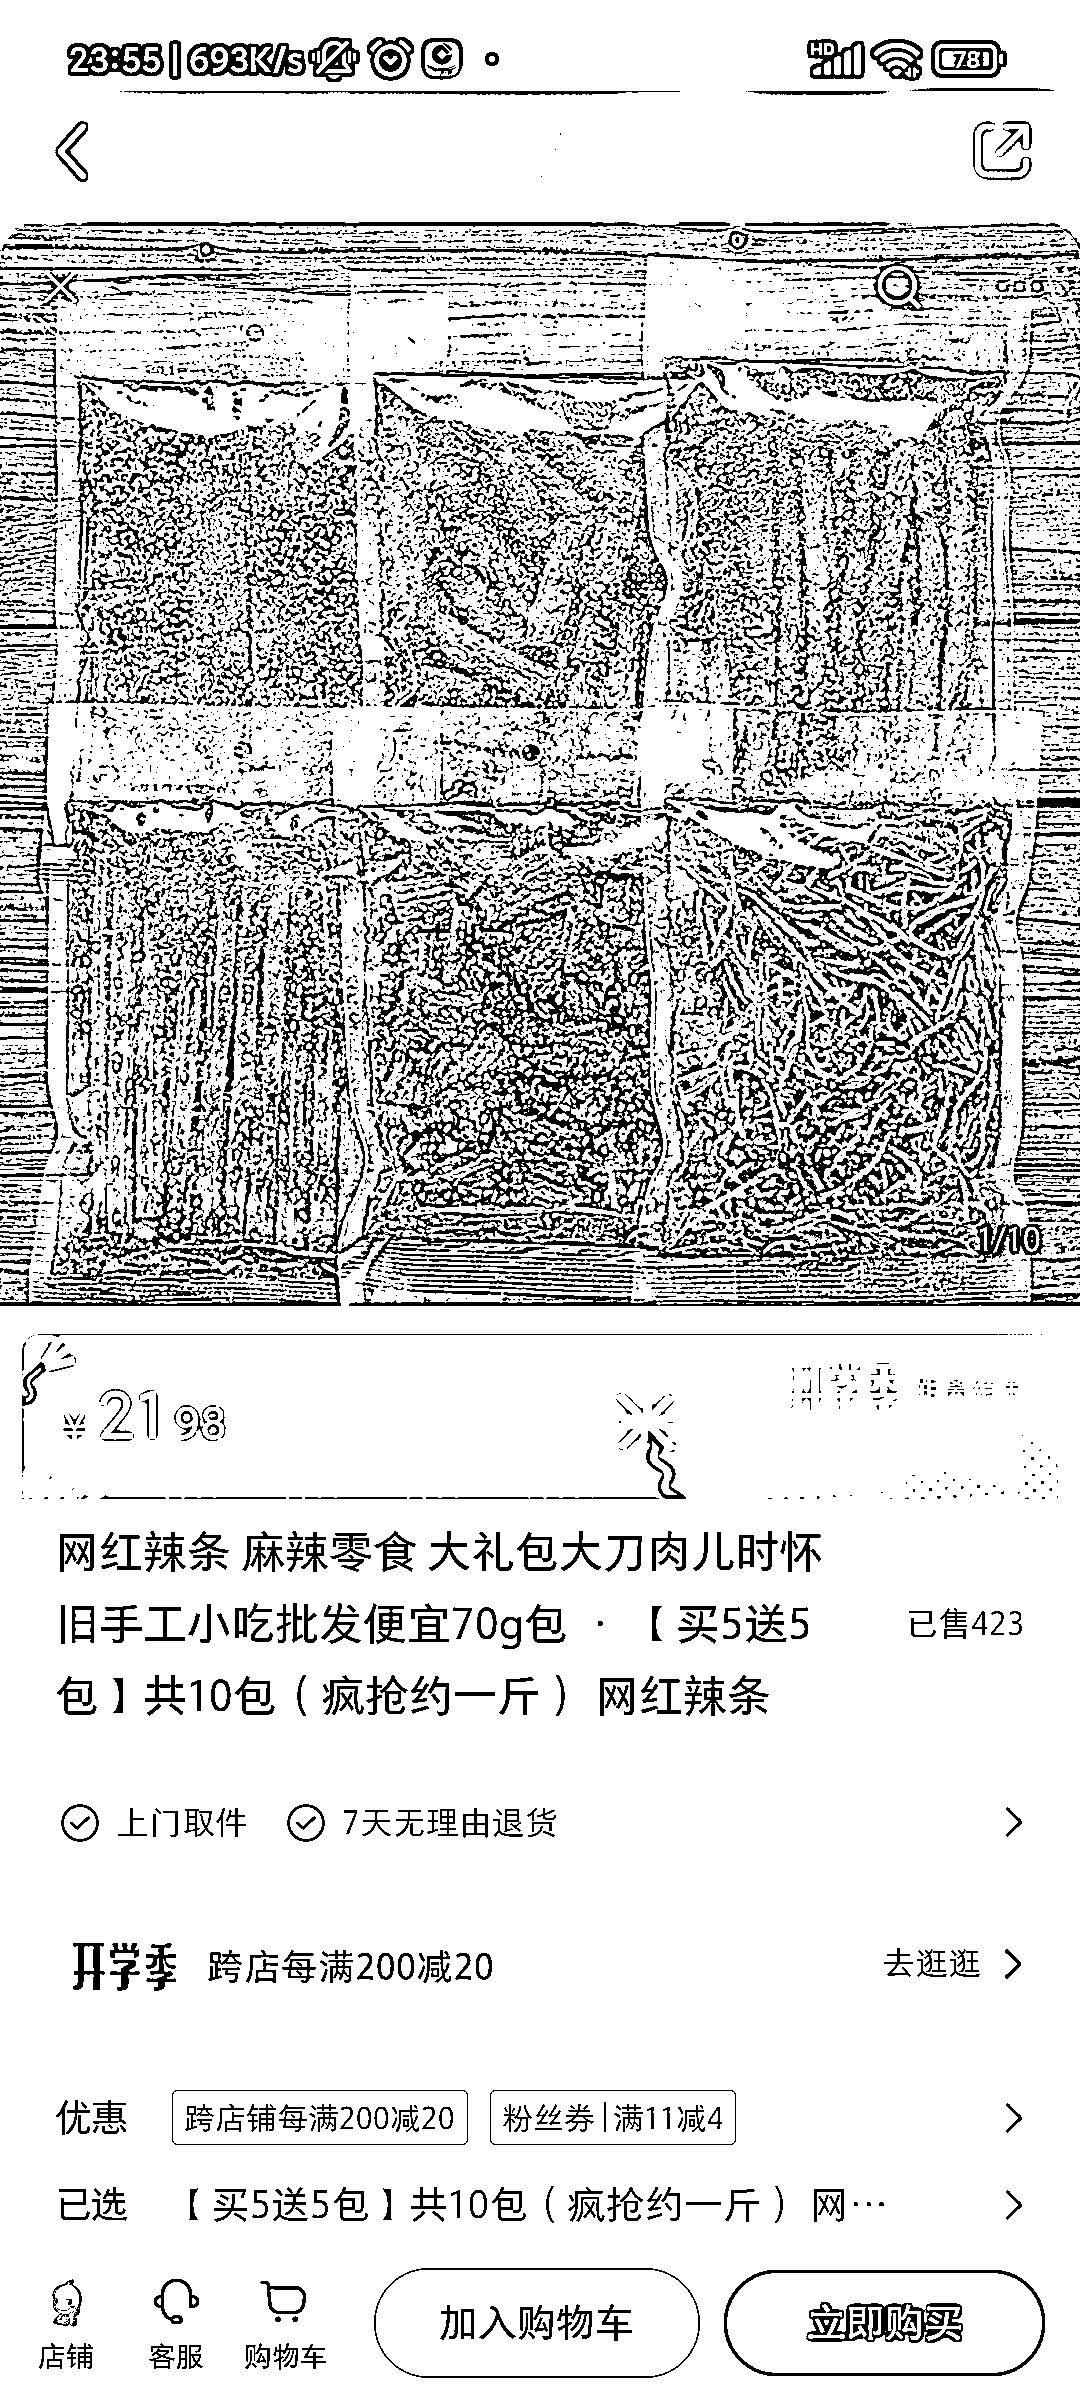 23:55 | 693K/s
HD
78
1/10
¥ 21 98
开学季
网红辣条 麻辣零食 大礼包大刀肉儿时怀
旧手工小吃批发便宜70g包 · 【 买5送5
已售423
包 】共10包（ 疯抢约一斤 ） 网红辣条
上门取件 7天无理由退货
开学季 跨店每满200减20 去逛逛
优惠 跨店铺每满200减20 粉丝券 | 满11减4
已选 【 买5送5包 】共10包（ 疯抢约一斤 ） 网…
店铺 客服 购物车 加入购物车 立即购买